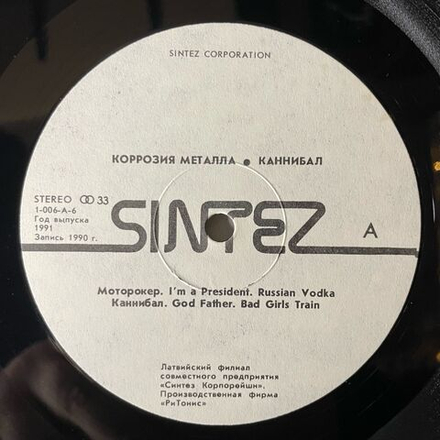 SINTEZ CORPORATION
КОРРОЗИЯ МЕТАЛЛА ● КАННИБАЛ
STEREO Ꝏ 33
1-006-A-6
Год выпуска
1991
Запись 1990 г.
SINTEZ
A
Моторокер. I'm a President. Russian Vodka
Каннибал. God Father. Bad Girls Train
Латвийский филиал
совместного предприятия
«Синтез Корпорейшн».
Производственная фирма
«РиТонис»